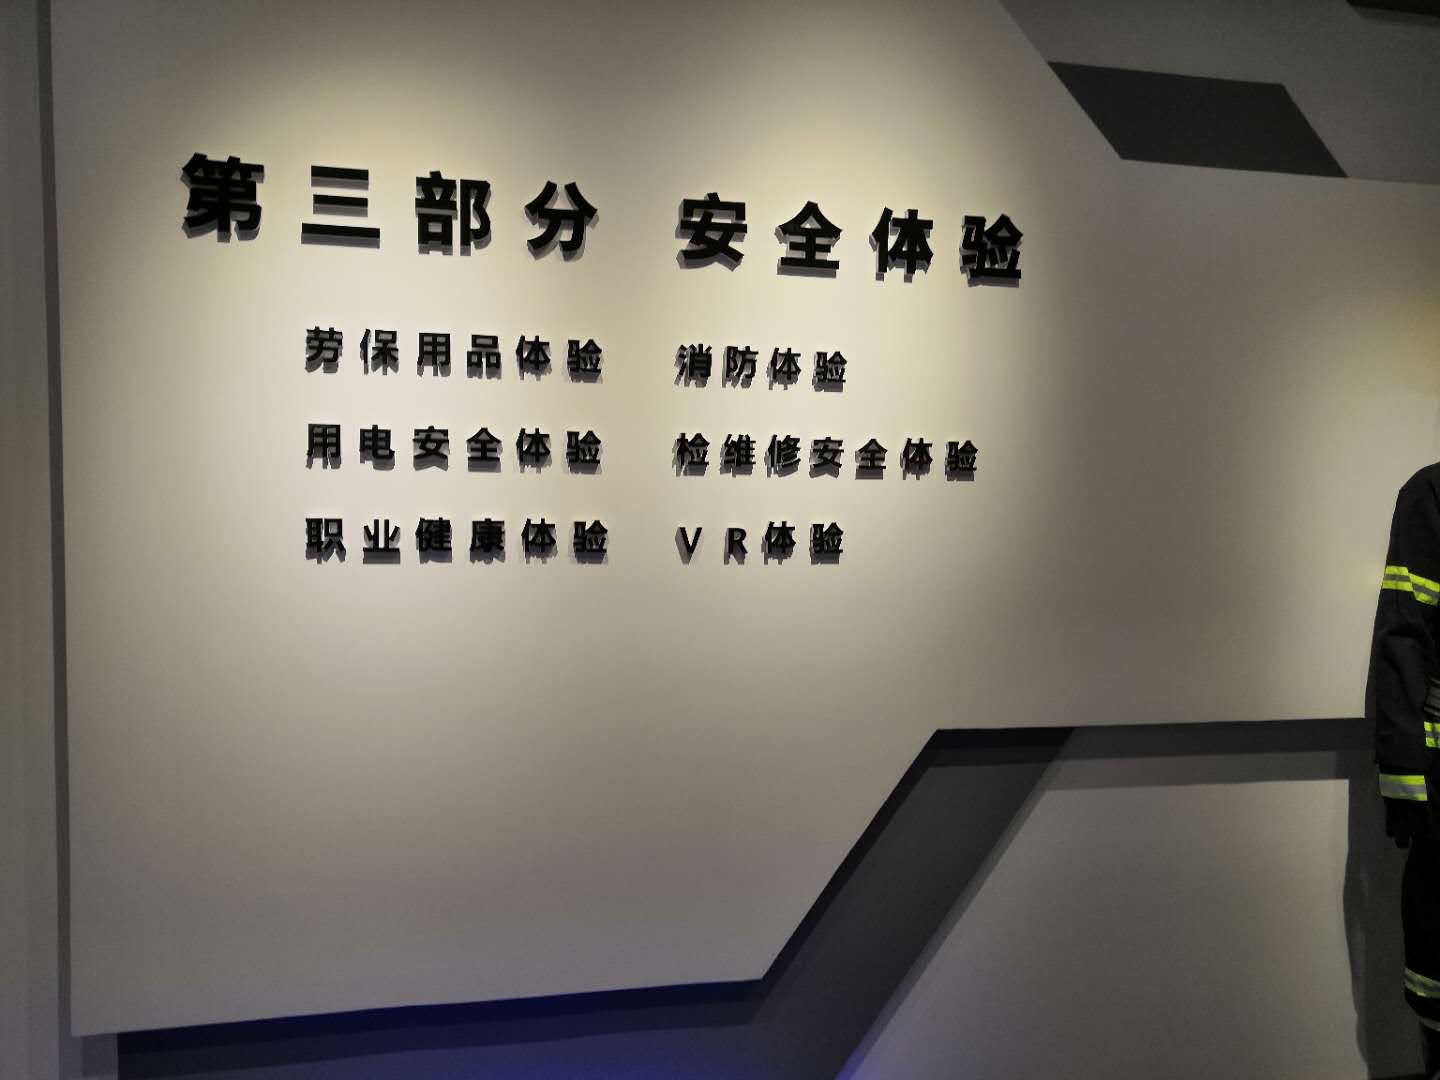 第三部分 安全体验
劳保用品体验 消防体验
用电安全体验 检维修安全体验
职业健康体验 VR体验